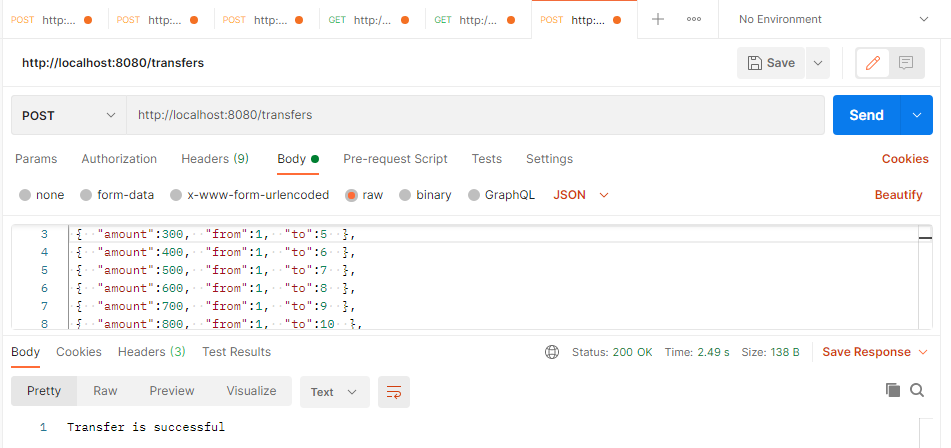 POST http:... POST http:... POST http:... GET http:/... GET http:/... POST http:... + ooo No Environment
http://localhost:8080/transfers Save
POST http://localhost:8080/transfers Send
Params Authorization Headers (9) Body Pre-request Script Tests Settings Cookies
none form-data x-www-form-urlencoded raw binary GraphQL JSON Beautify
3 { "amount":300, "from":1, "to":5 },
4 { "amount":400, "from":1, "to":6 },
5 { "amount":500, "from":1, "to":7 },
6 { "amount":600, "from":1, "to":8 },
7 { "amount":700, "from":1, "to":9 },
8 { "amount":800, "from":1, "to":10 },
Body Cookies Headers (3) Test Results Status: 200 OK Time: 2.49 s Size: 138 B Save Response
Pretty Raw Preview Visualize Text
1 Transfer is successful